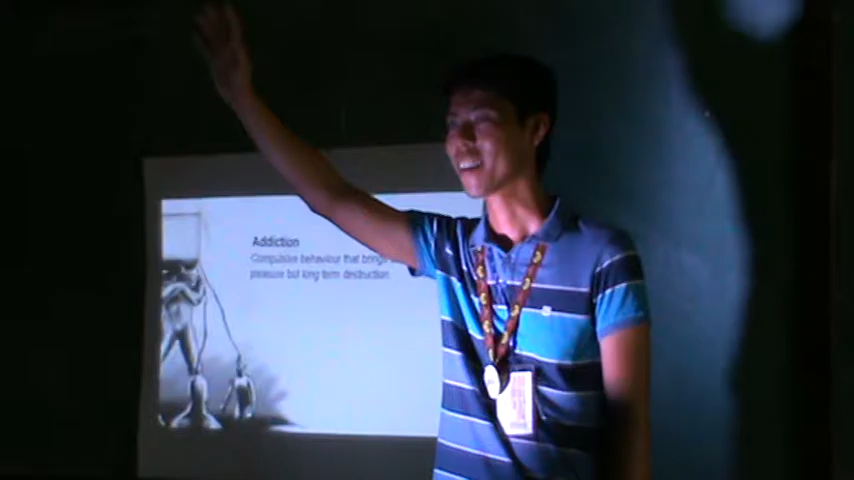 Addiction
Compulsive behaviour that brings
pleasure but long term destruction.